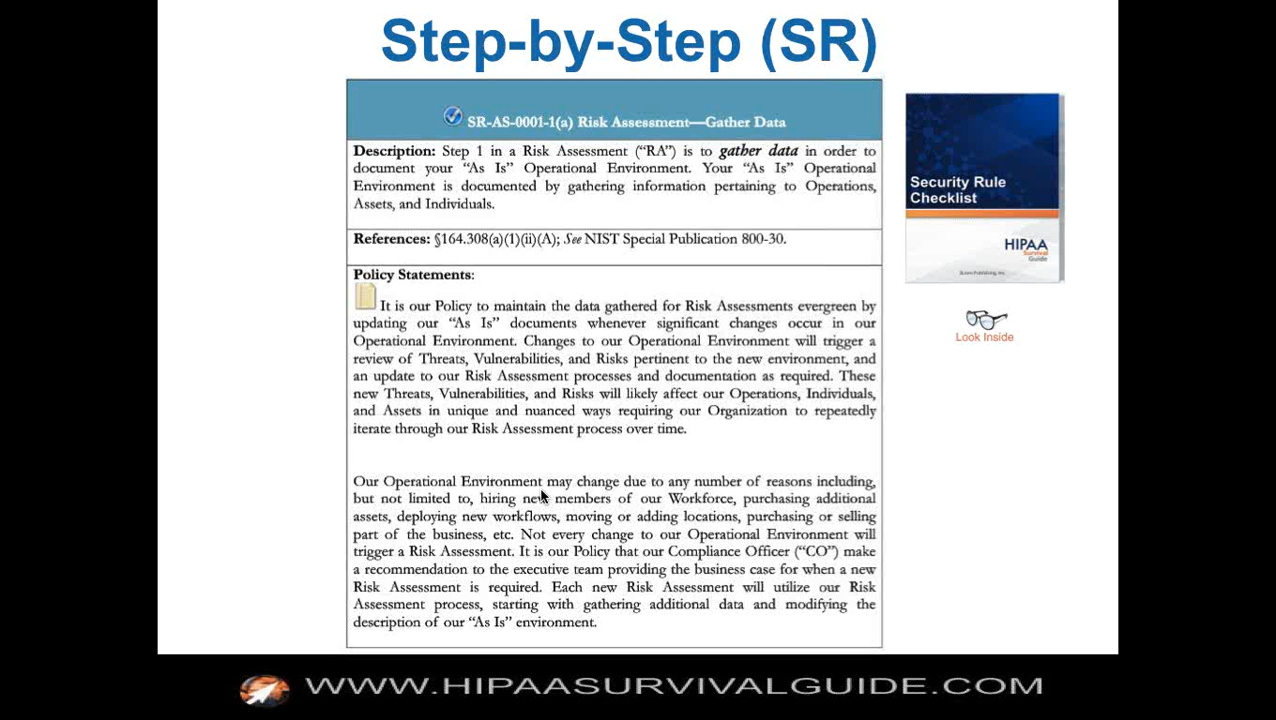 Step-by-Step (SR)
SR-AS-0001-1(a) Risk Assessment—Gather Data
Description: Step 1 in a Risk Assessment (“RA”) is to gather data in order to
document your “As Is” Operational Environment. Your “As Is” Operational
Environment is documented by gathering information pertaining to Operations,
Assets, and Individuals.
References: §164.308(a)(1)(ii)(A); See NIST Special Publication 800-30.
Policy Statements:
It is our Policy to maintain the data gathered for Risk Assessments evergreen by
updating our “As Is” documents whenever significant changes occur in our
Operational Environment. Changes to our Operational Environment will trigger a
review of Threats, Vulnerabilities, and Risks pertinent to the new environment, and
an update to our Risk Assessment processes and documentation as required. These
new Threats, Vulnerabilities, and Risks will likely affect our Operations, Individuals,
and Assets in unique and nuanced ways requiring our Organization to repeatedly
iterate through our Risk Assessment process over time.
Our Operational Environment may change due to any number of reasons including,
but not limited to, hiring new members of our Workforce, purchasing additional
assets, deploying new workflows, moving or adding locations, purchasing or selling
part of the business, etc. Not every change to our Operational Environment will
trigger a Risk Assessment. It is our Policy that our Compliance Officer (“CO”) make
a recommendation to the executive team providing the business case for when a new
Risk Assessment is required. Each new Risk Assessment will utilize our Risk
Assessment process, starting with gathering additional data and modifying the
description of our “As Is” environment.
Security Rule
Checklist
HIPAA
Survival
Guide
Look Inside
WWW.HIPAASURVIVALGUIDE.COM